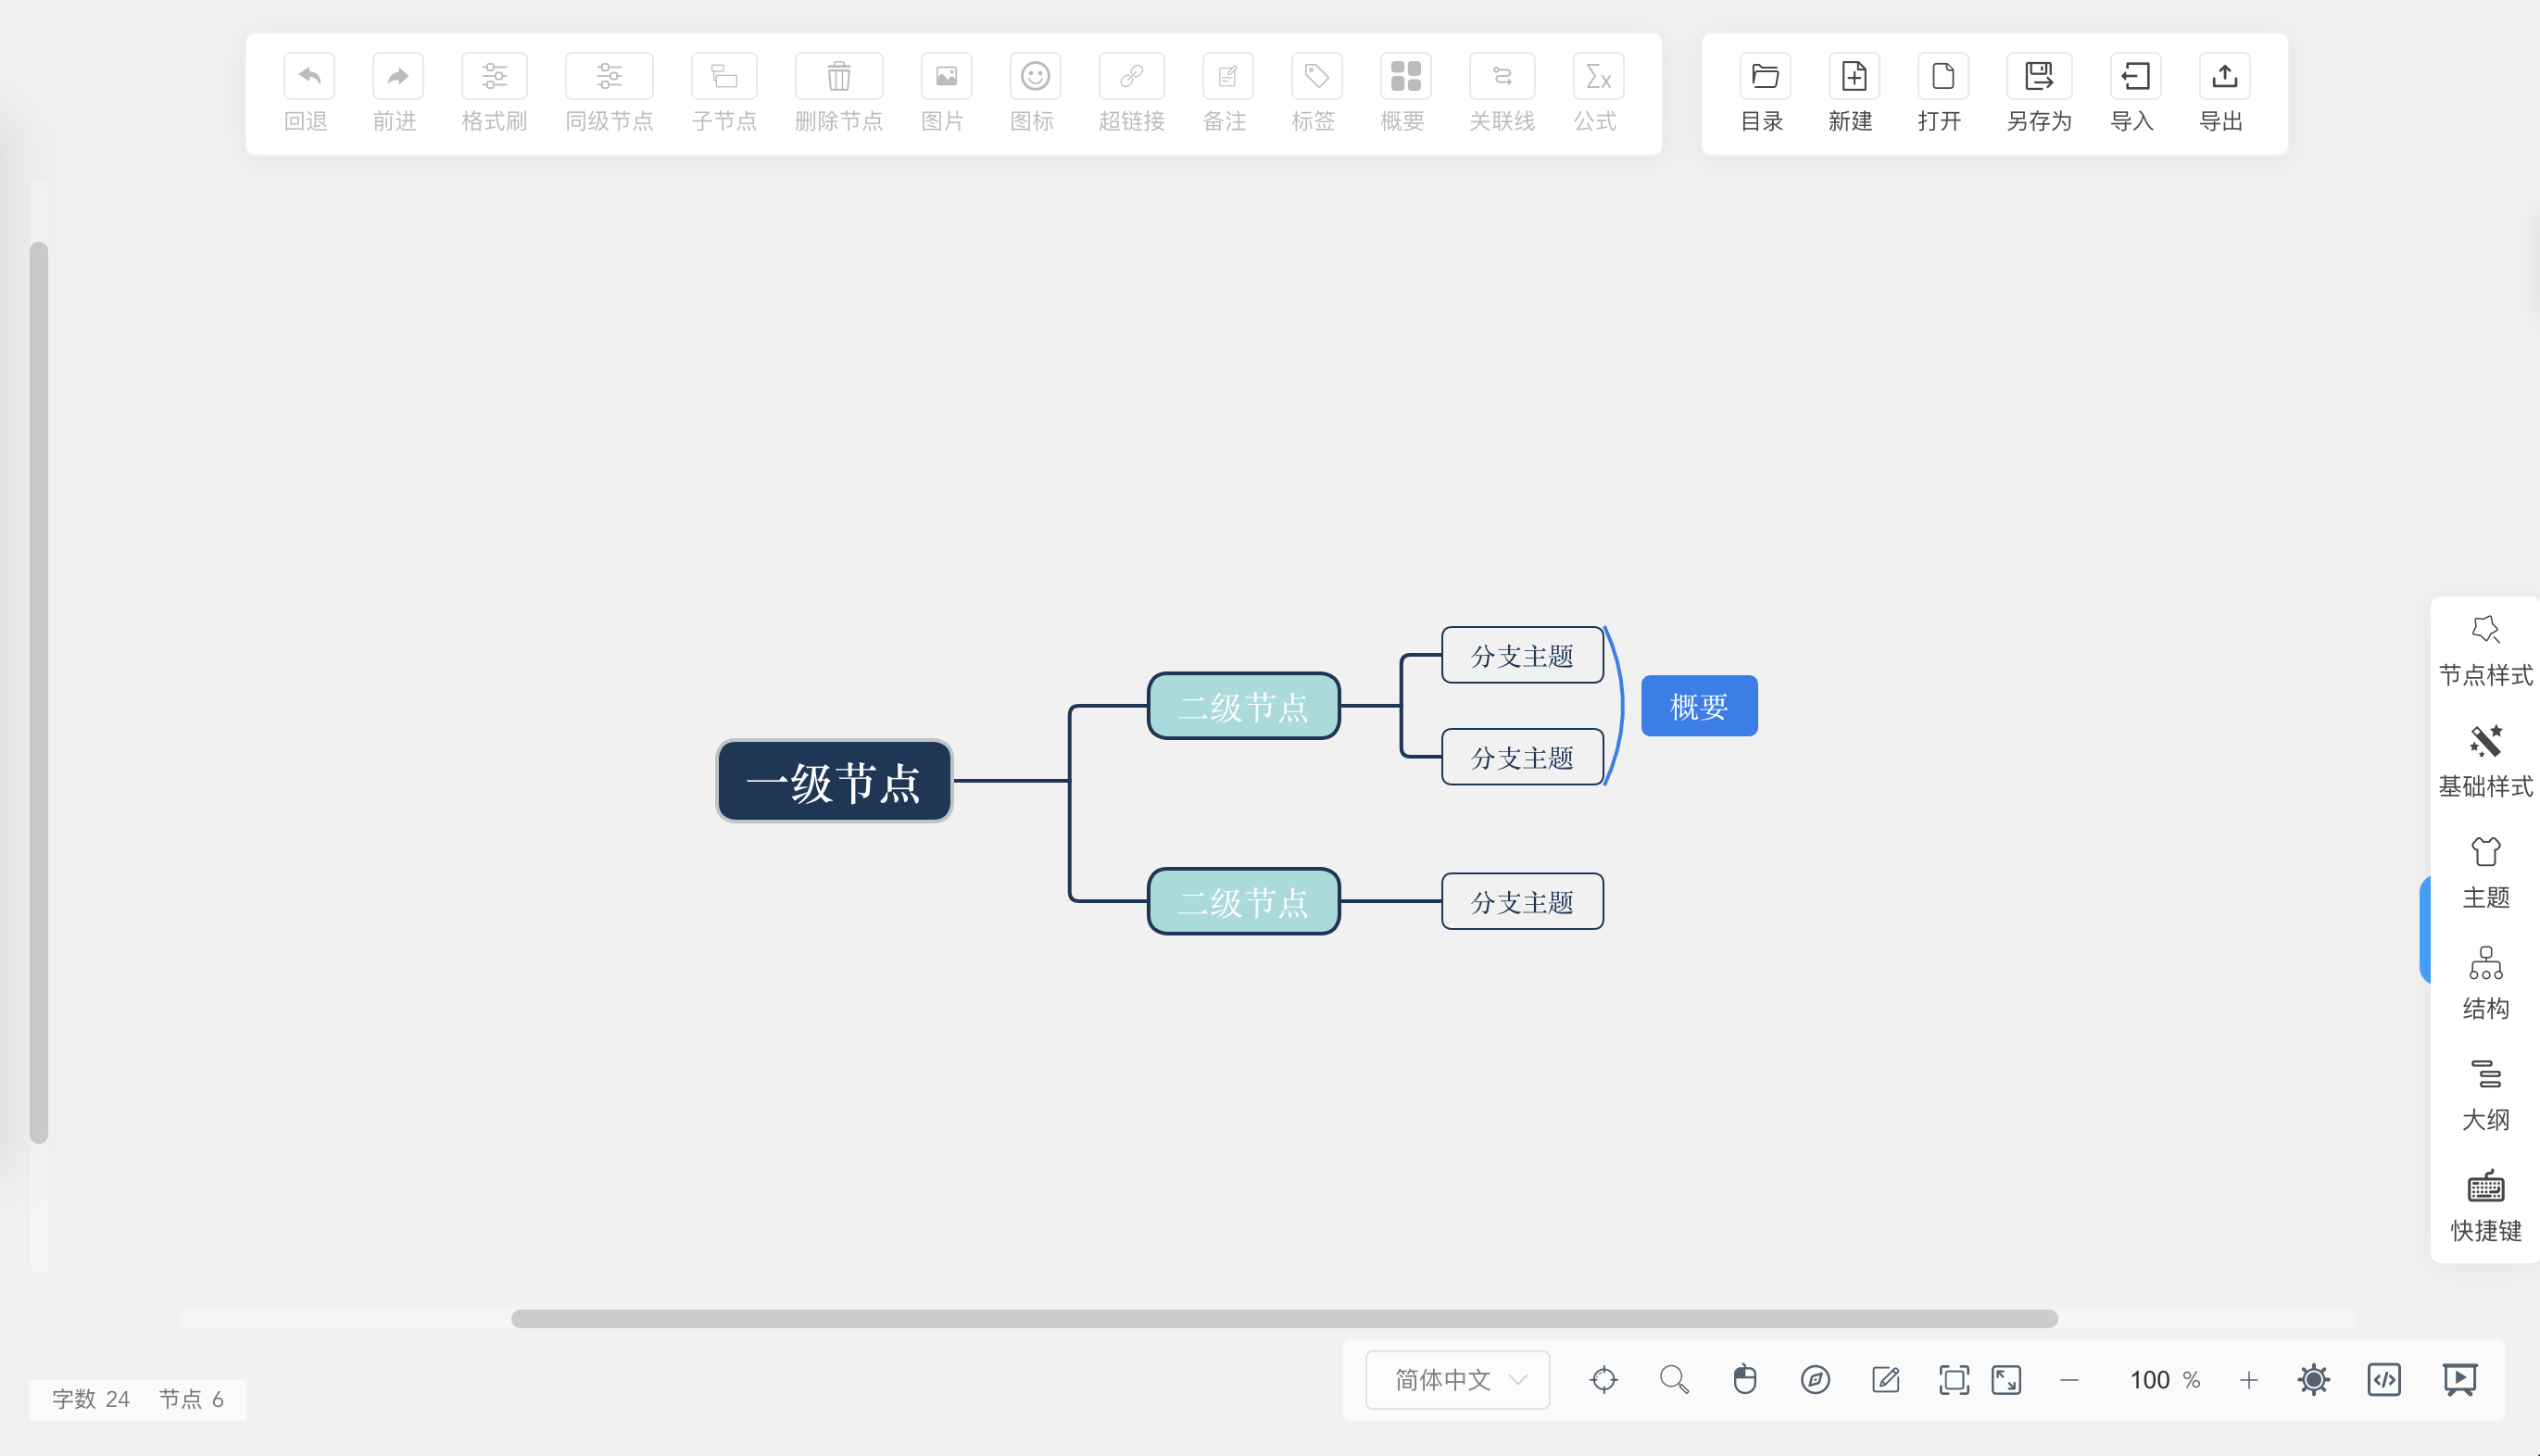 回退 前进 格式刷 同级节点 子节点 删除节点 图片 图标 超链接 备注 标签 概要 关联线 公式 目录 新建 打开 另存为 导入 导出
分支主题
二级节点
概要
分支主题
一级节点
二级节点
分支主题
节点样式
基础样式
主题
结构
大纲
快捷键
字数 24 节点 6
简体中文
100 %